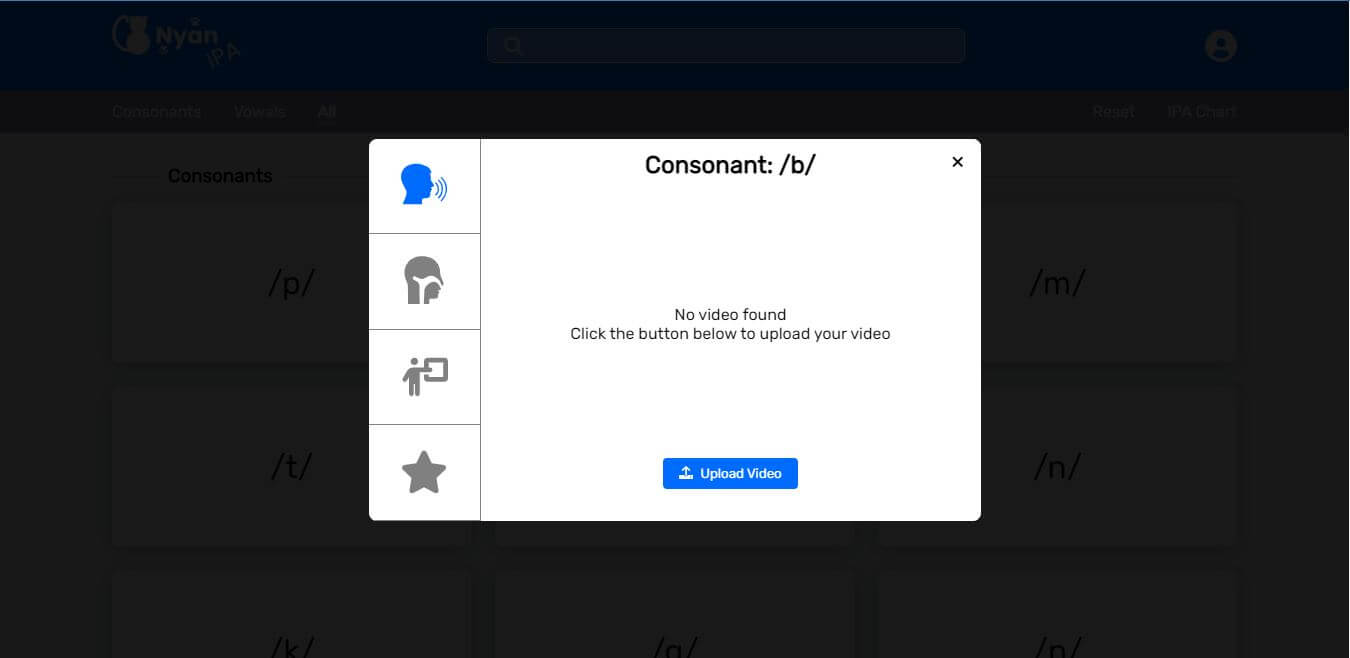 Nyan
IPA
Consonants Vowals All Reset IPA Chart
Consonants
Consonant: /b/
/p/ /m/
No video found
Click the button below to upload your video
/t/ /n/
Upload Video
/k/